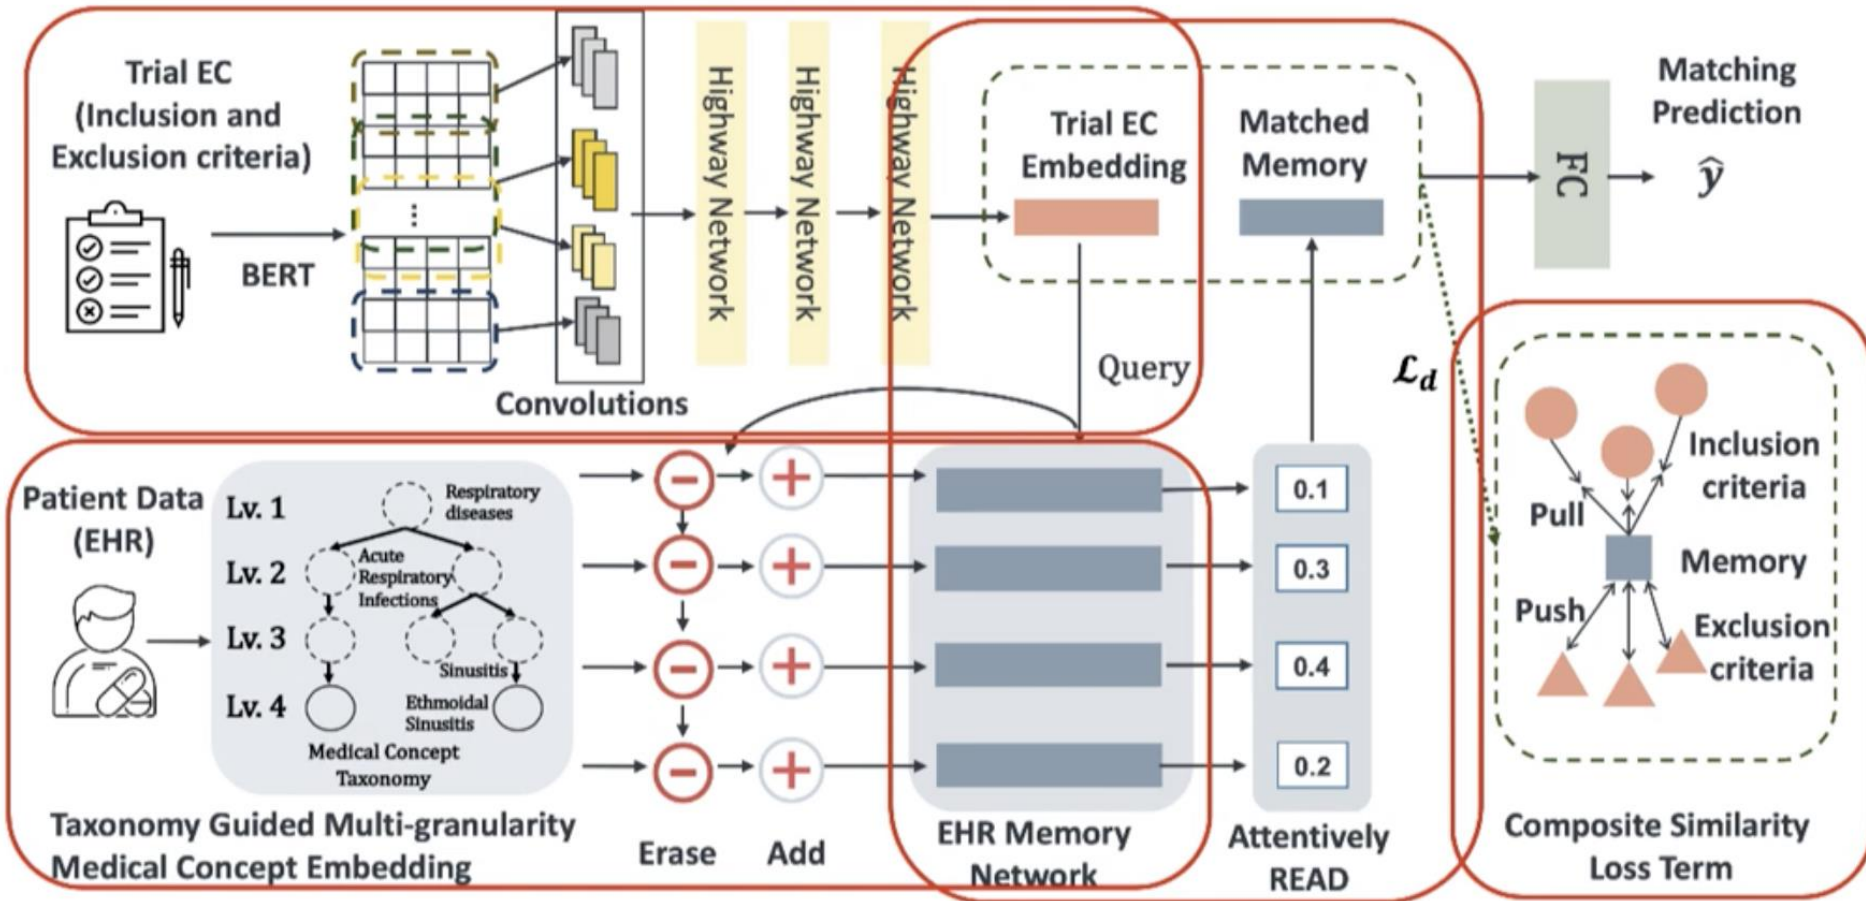 Trial EC
(Inclusion and
Exclusion criteria)
BERT
Convolutions
Highway Network
Highway Network
Highway Network
Trial EC
Embedding
Matched
Memory
FC
Matching
Prediction
ŷ
Query
ℒd
Patient Data
(EHR)
Lv. 1
Lv. 2
Lv. 3
Lv. 4
Respiratory
diseases
Acute
Respiratory
Infections
Sinusitis
Ethmoidal
Sinusitis
Medical Concept
Taxonomy
Taxonomy Guided Multi-granularity
Medical Concept Embedding
Erase
Add
EHR Memory
Network
0.1
0.3
0.4
0.2
Attentively
READ
Inclusion
criteria
Pull
Memory
Push
Exclusion
criteria
Composite Similarity
Loss Term